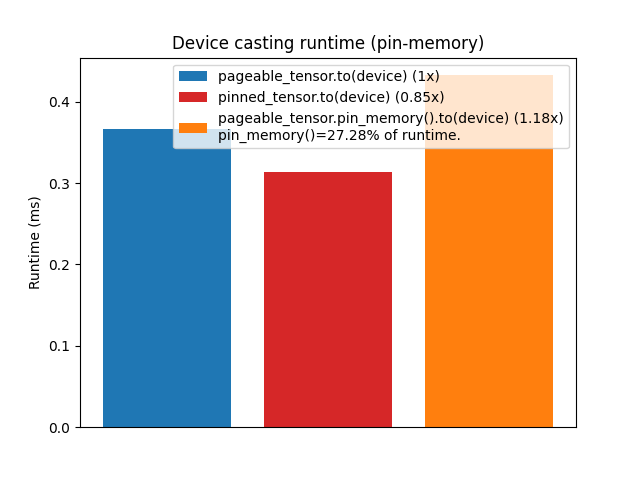 Device casting runtime (pin-memory)
pageable_tensor.to(device) (1x)
pinned_tensor.to(device) (0.85x)
pageable_tensor.pin_memory().to(device) (1.18x)
pin_memory()=27.28% of runtime.
Runtime (ms)
0.4
0.3
0.2
0.1
0.0